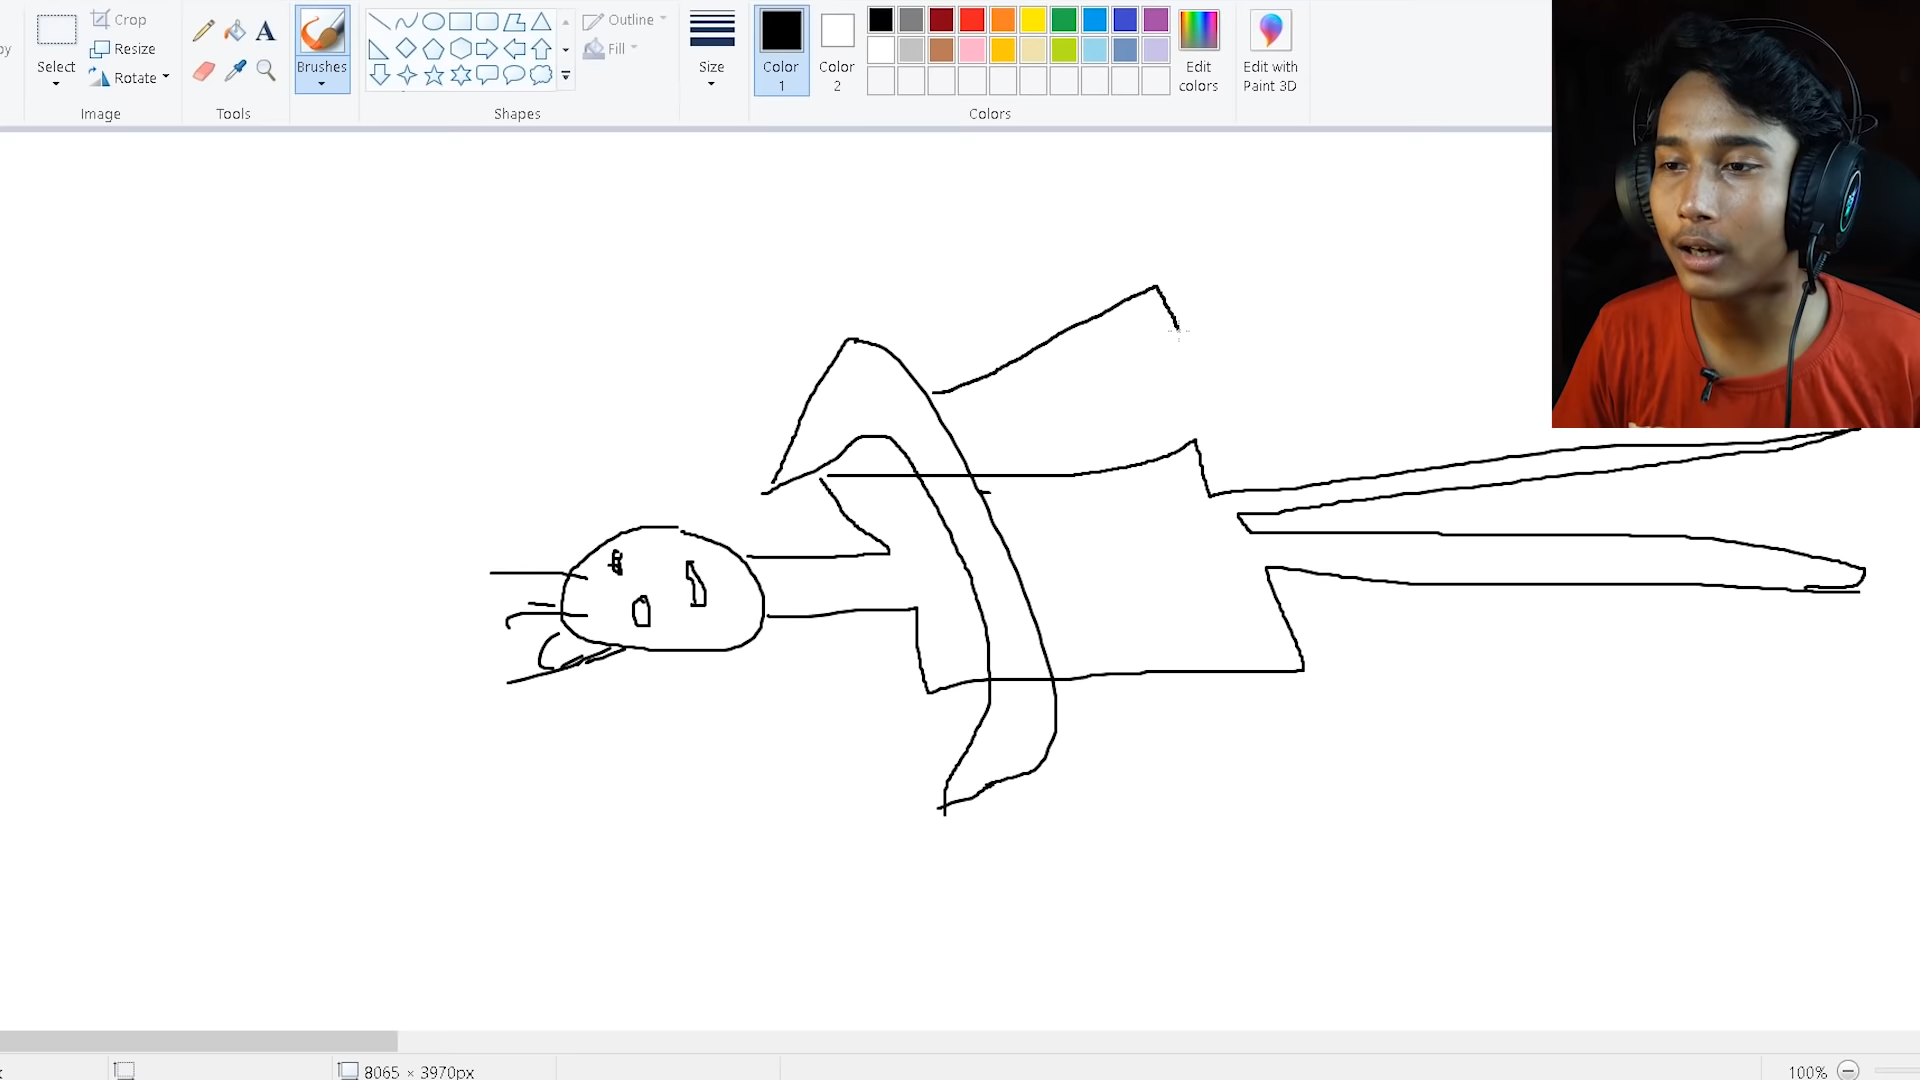 Crop
Resize
Rotate
Select
A
Brushes
Outline
Fill
Size
Color 1
Color 2
Edit colors
Edit with Paint 3D
Image
Tools
Shapes
Colors
8065 × 3970px
100%